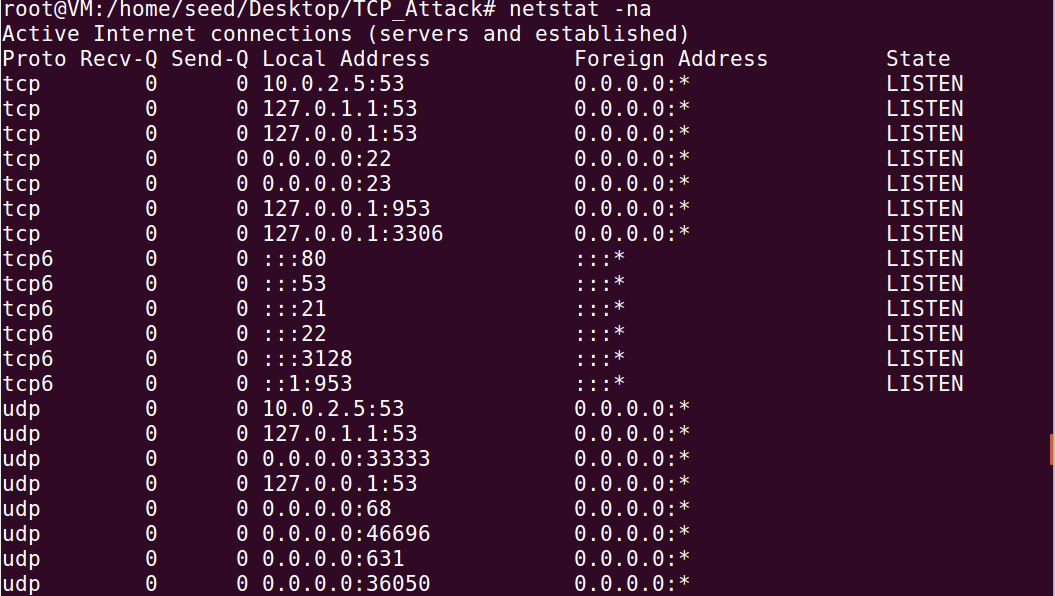 root@VM:/home/seed/Desktop/TCP_Attack# netstat -na
Active Internet connections (servers and established)
Proto Recv-Q Send-Q Local Address           Foreign Address         State
tcp        0      0 10.0.2.5:53             0.0.0.0:*               LISTEN
tcp        0      0 127.0.1.1:53            0.0.0.0:*               LISTEN
tcp        0      0 127.0.0.1:53            0.0.0.0:*               LISTEN
tcp        0      0 0.0.0.0:22              0.0.0.0:*               LISTEN
tcp        0      0 0.0.0.0:23              0.0.0.0:*               LISTEN
tcp        0      0 127.0.0.1:953           0.0.0.0:*               LISTEN
tcp        0      0 127.0.0.1:3306          0.0.0.0:*               LISTEN
tcp6       0      0 :::80                   :::*                    LISTEN
tcp6       0      0 :::53                   :::*                    LISTEN
tcp6       0      0 :::21                   :::*                    LISTEN
tcp6       0      0 :::22                   :::*                    LISTEN
tcp6       0      0 :::3128                 :::*                    LISTEN
tcp6       0      0 ::1:953                 :::*                    LISTEN
udp        0      0 10.0.2.5:53             0.0.0.0:*
udp        0      0 127.0.1.1:53            0.0.0.0:*
udp        0      0 0.0.0.0:33333           0.0.0.0:*
udp        0      0 127.0.0.1:53            0.0.0.0:*
udp        0      0 0.0.0.0:68              0.0.0.0:*
udp        0      0 0.0.0.0:46696           0.0.0.0:*
udp        0      0 0.0.0.0:631             0.0.0.0:*
udp        0      0 0.0.0.0:36050           0.0.0.0:*